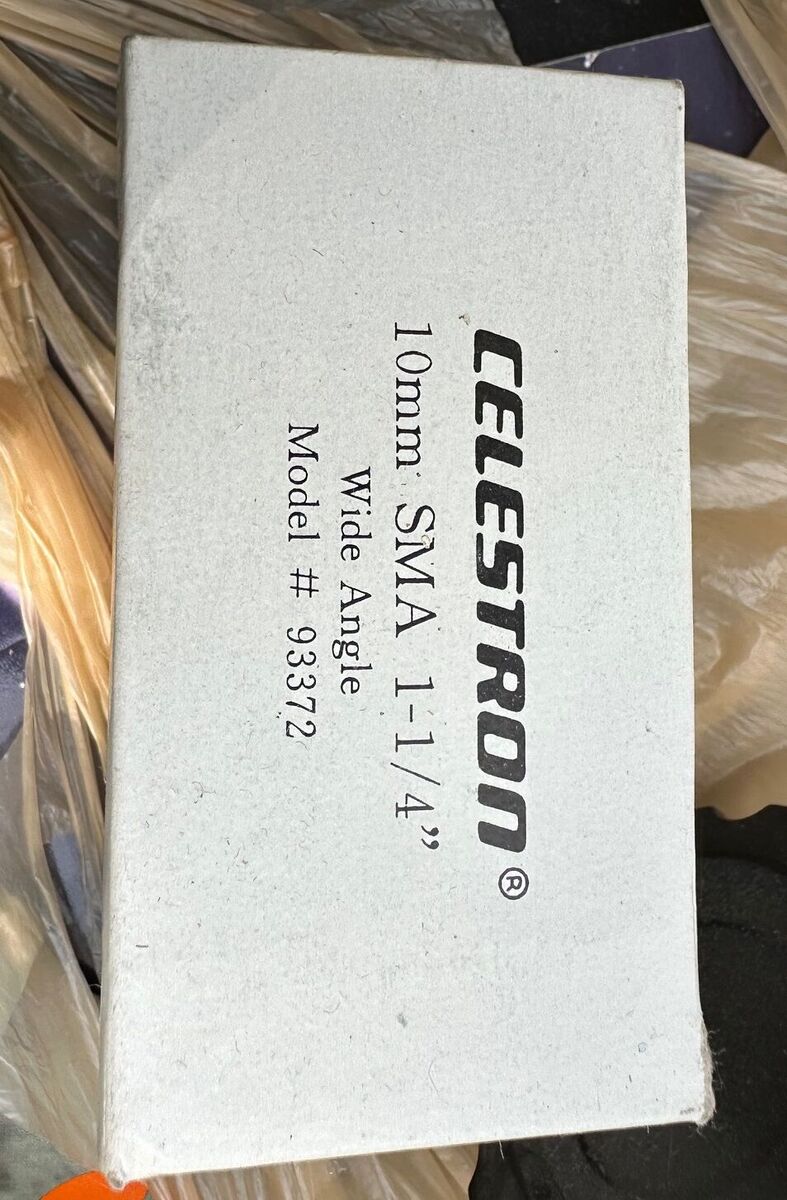 CELESTRON®
10mm SMA 1-1/4”
Wide Angle
Model # 93372